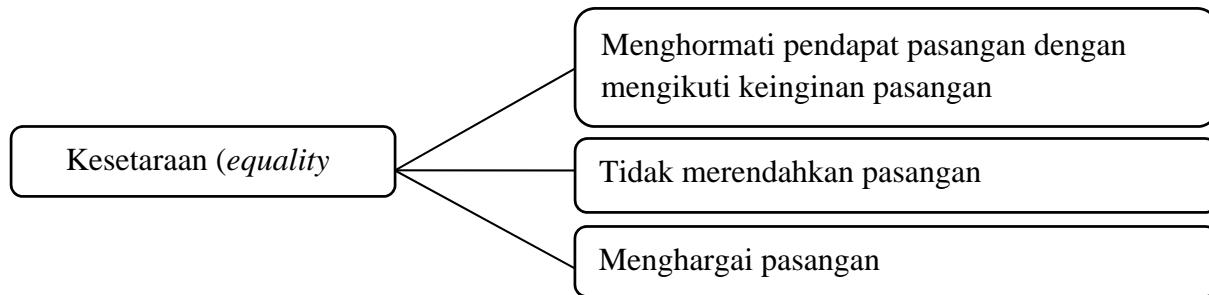 Menghormati pendapat pasangan dengan
mengikuti keinginan pasangan
Kesetaraan (equality
Tidak merendahkan pasangan
Menghargai pasangan